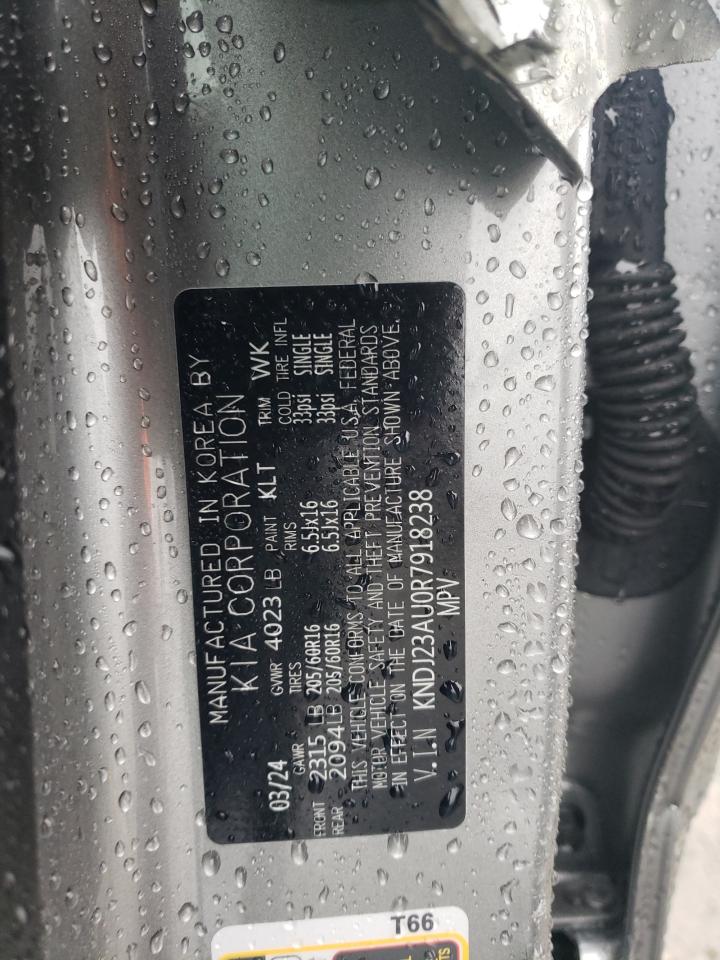 MANUFACTURED IN KOREA BY
KIA CORPORATION
03/24 GVWR 4023 LB PAINT KLT TRIM WK
GAWR TIRES RIMS COLD TIRE INFL
FRONT 2315 LB 205/60R16 6.5Jx16 33psi SINGLE
REAR 2094LB 205/60R16 6.5Jx16 33psi SINGLE
THIS VEHICLE CONFORMS TO ALL APPLICABLE U.S.A. FEDERAL
MOTOR VEHICLE SAFETY AND THEFT PREVENTION STANDARDS
IN EFFECT ON THE DATE OF MANUFACTURE SHOWN ABOVE.
V.I.N KNDJ23AU0R7918238
MPV
T66